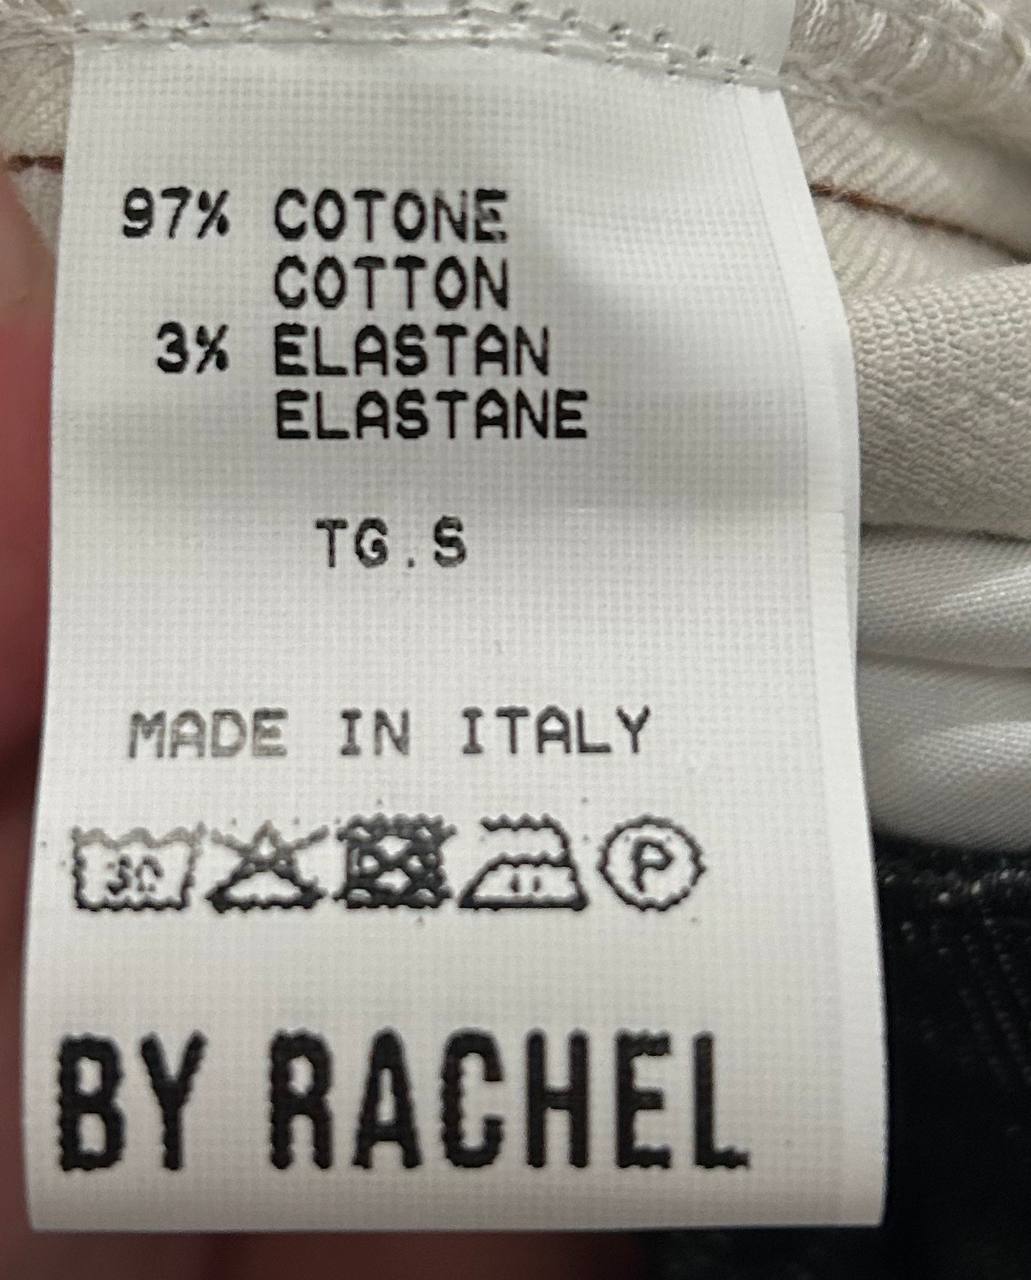 97% COTONE
COTTON
3% ELASTAN
ELASTANE
TG.S
MADE IN ITALY
30 P
BY RACHEL